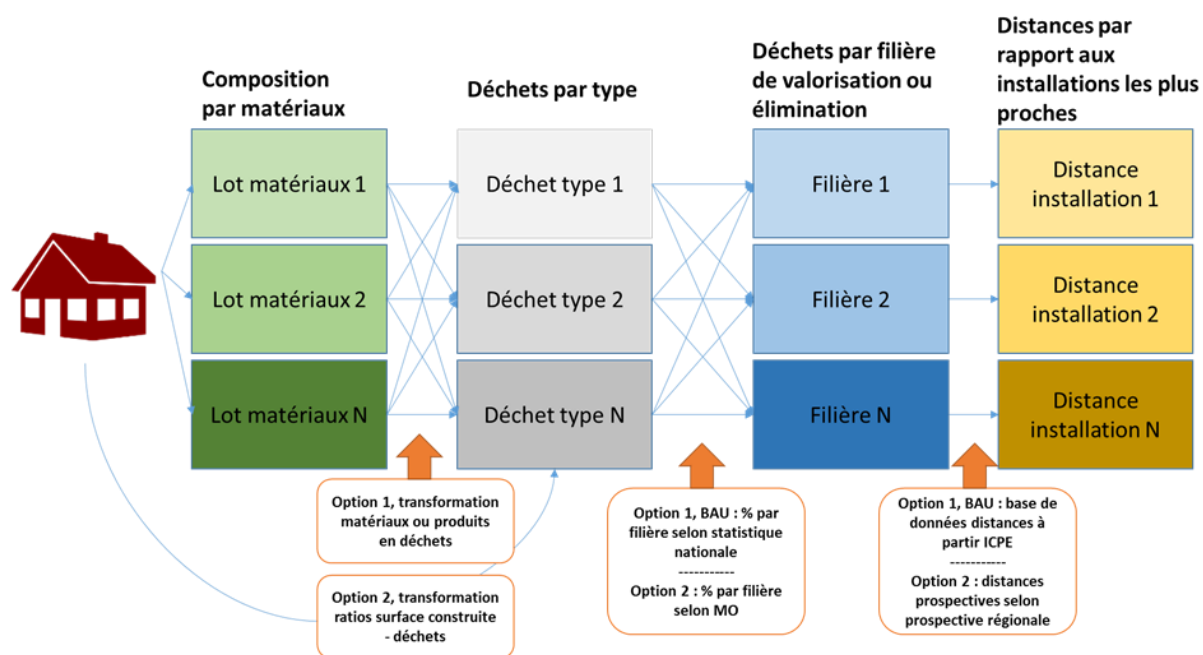 Composition
par matériaux
Déchets par type
Déchets par filière
de valorisation ou
élimination
Distances par
rapport aux
installations les plus
proches
Lot matériaux 1
Déchet type 1
Filière 1
Distance
installation 1
Lot matériaux 2
Déchet type 2
Filière 2
Distance
installation 2
Lot matériaux N
Déchet type N
Filière N
Distance
installation N
Option 1, transformation
matériaux ou produits
en déchets
Option 2, transformation
ratios surface construite
- déchets
Option 1, BAU : % par
filière selon statistique
nationale
-----------
Option 2 : % par filière
selon MO
Option 1, BAU : base de
données distances à
partir ICPE
-----------
Option 2 : distances
prospectives selon
prospective régionale